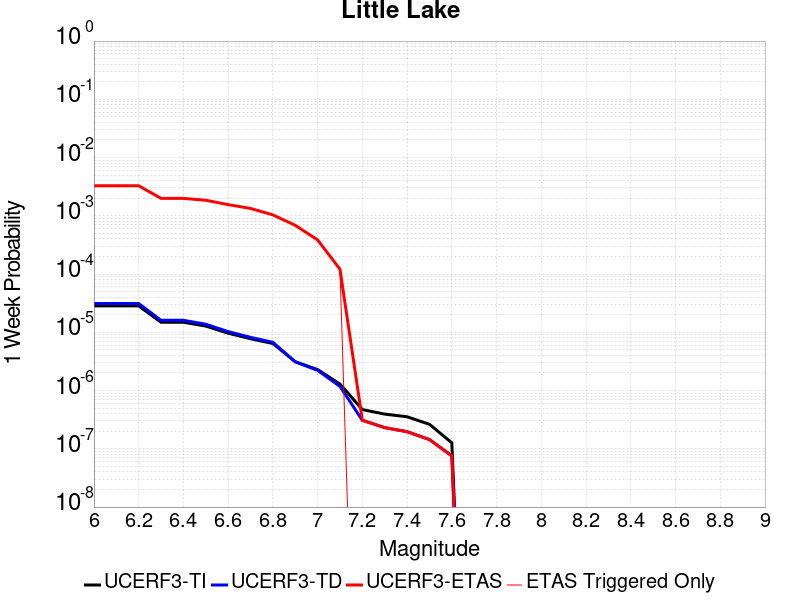 Little Lake
10^0
10^-1
10^-2
10^-3
10^-4
10^-5
10^-6
10^-7
10^-8
1 Week Probability
6 6.2 6.4 6.6 6.8 7 7.2 7.4 7.6 7.8 8 8.2 8.4 8.6 8.8 9
Magnitude
UCERF3-TI UCERF3-TD UCERF3-ETAS ETAS Triggered Only